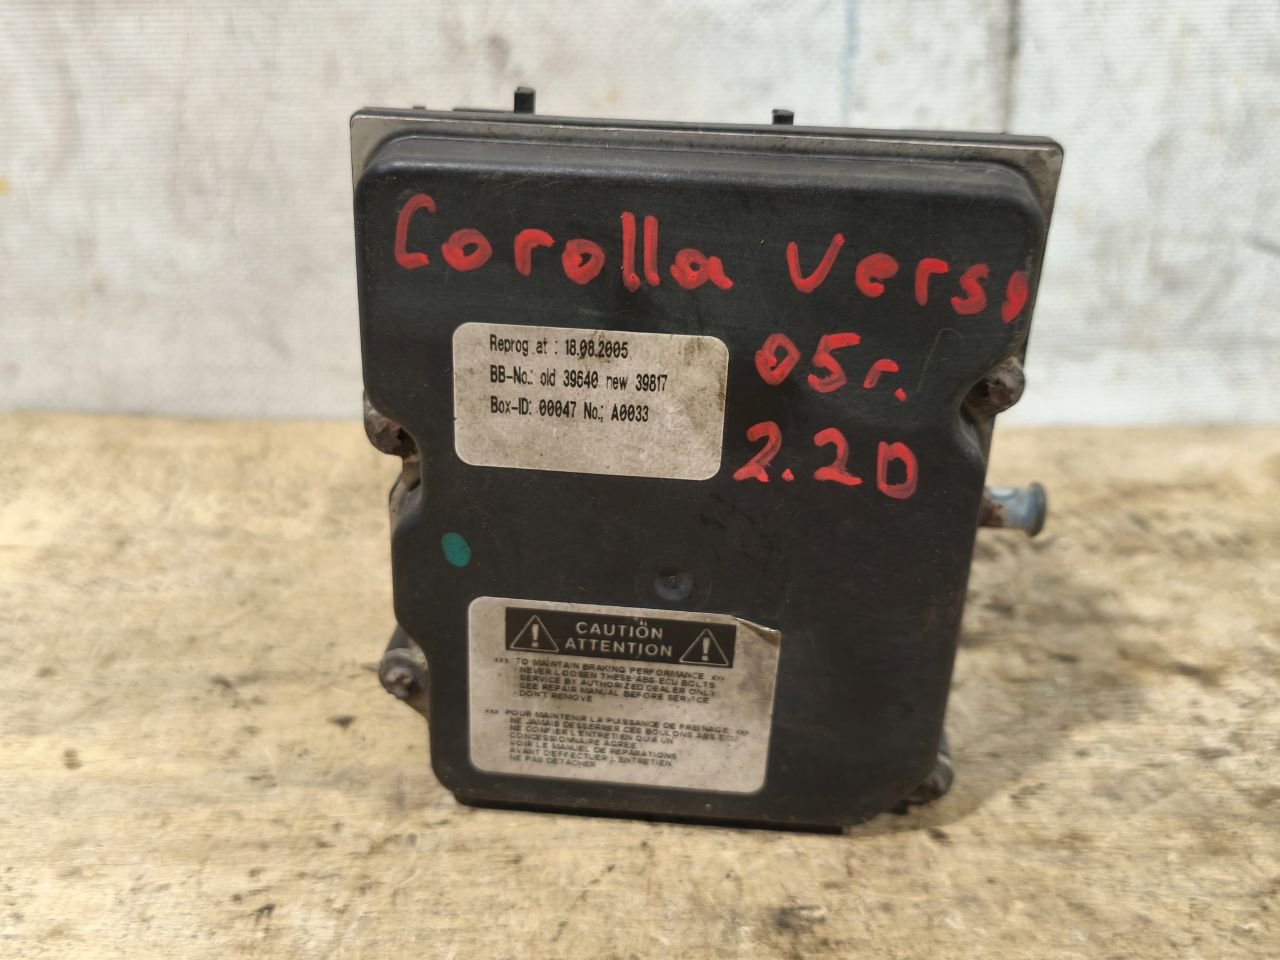 Corolla Verso
05г.
2.2D
Reprog at : 18.08.2005
BB-No.: old 39640 new 39817
Box-ID: 00047 No.: A0033
CAUTION
ATTENTION
*** TO MAINTAIN BRAKING PERFORMANCE ***
- NEVER LOOSEN THESE ABS-ECU BOLTS
- SERVICE BY AUTHORIZED DEALER ONLY
- SEE REPAIR MANUAL BEFORE SERVICE
- DON'T REMOVE
*** POUR MAINTENIR LA PUISSANCE DE FREINAGE ***
NE JAMAIS DESSERRER CES BOULONS ABS-ECU
NE CONFIER L'ENTRETIEN QU'A UN
CONCESSIONNAIRE AGREE
VOIR LE MANUEL DE REPARATIONS
AVANT D'EFFECTUER L'ENTRETIEN
NE PAS DETACHER